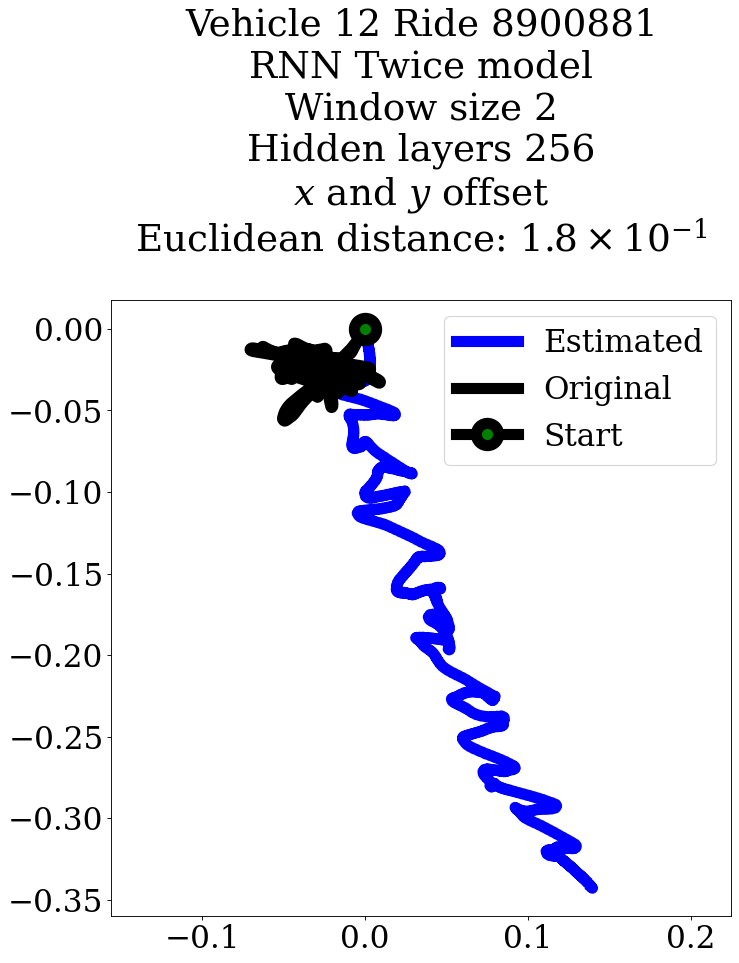 Vehicle 12 Ride 8900881
RNN Twice model
Window size 2
Hidden layers 256
x and y offset
Euclidean distance: 1.8 × 10⁻¹
Estimated
Original
Start
0.00
−0.05
−0.10
−0.15
−0.20
−0.25
−0.30
−0.35
−0.1 0.0 0.1 0.2